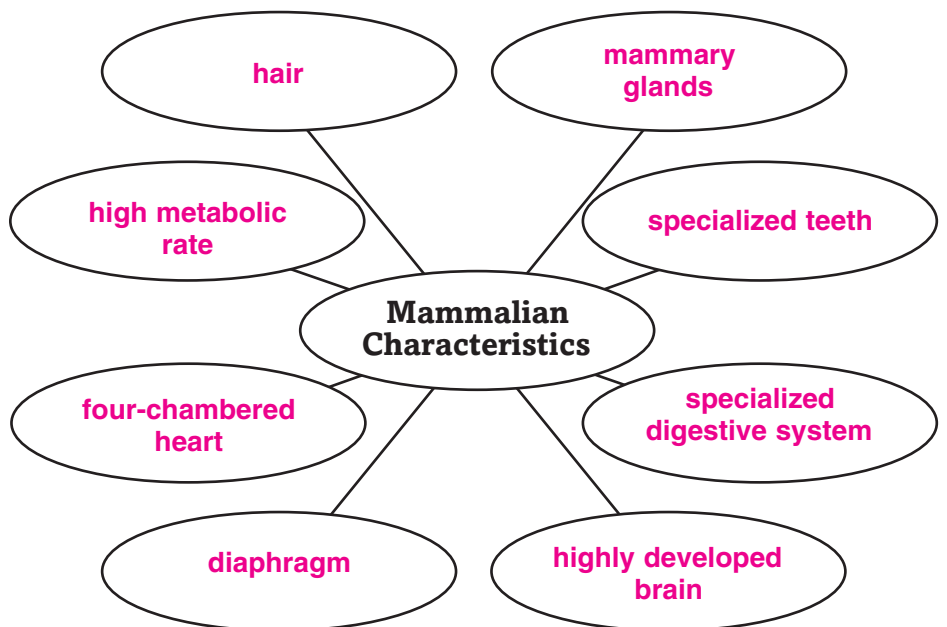 hair
mammary
glands
high metabolic
rate
specialized teeth
Mammalian
Characteristics
four-chambered
heart
specialized
digestive system
diaphragm
highly developed
brain